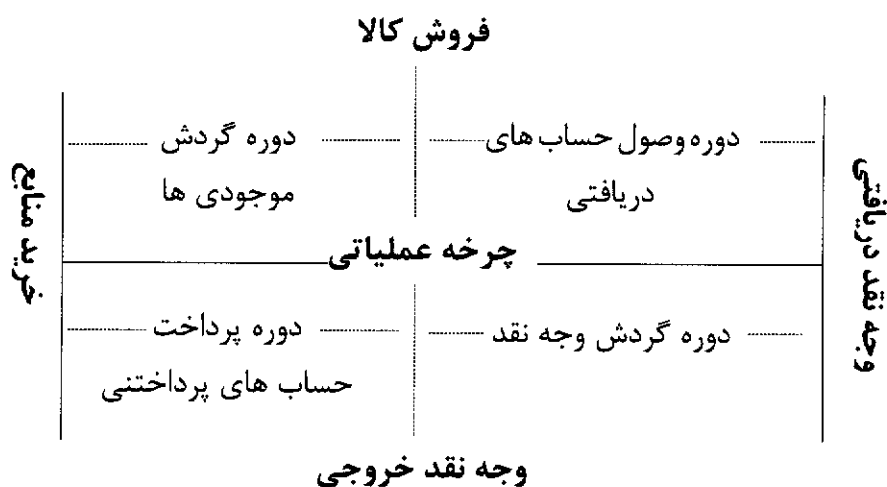 فروش کالا
دوره وصول حساب های
دریافتی
دوره گردش
موجودی ها
وجه نقد دریافتی
چرخه عملیاتی
خرید منابع
دوره گردش وجه نقد
دوره پرداخت
حساب های پرداختنی
وجه نقد خروجی